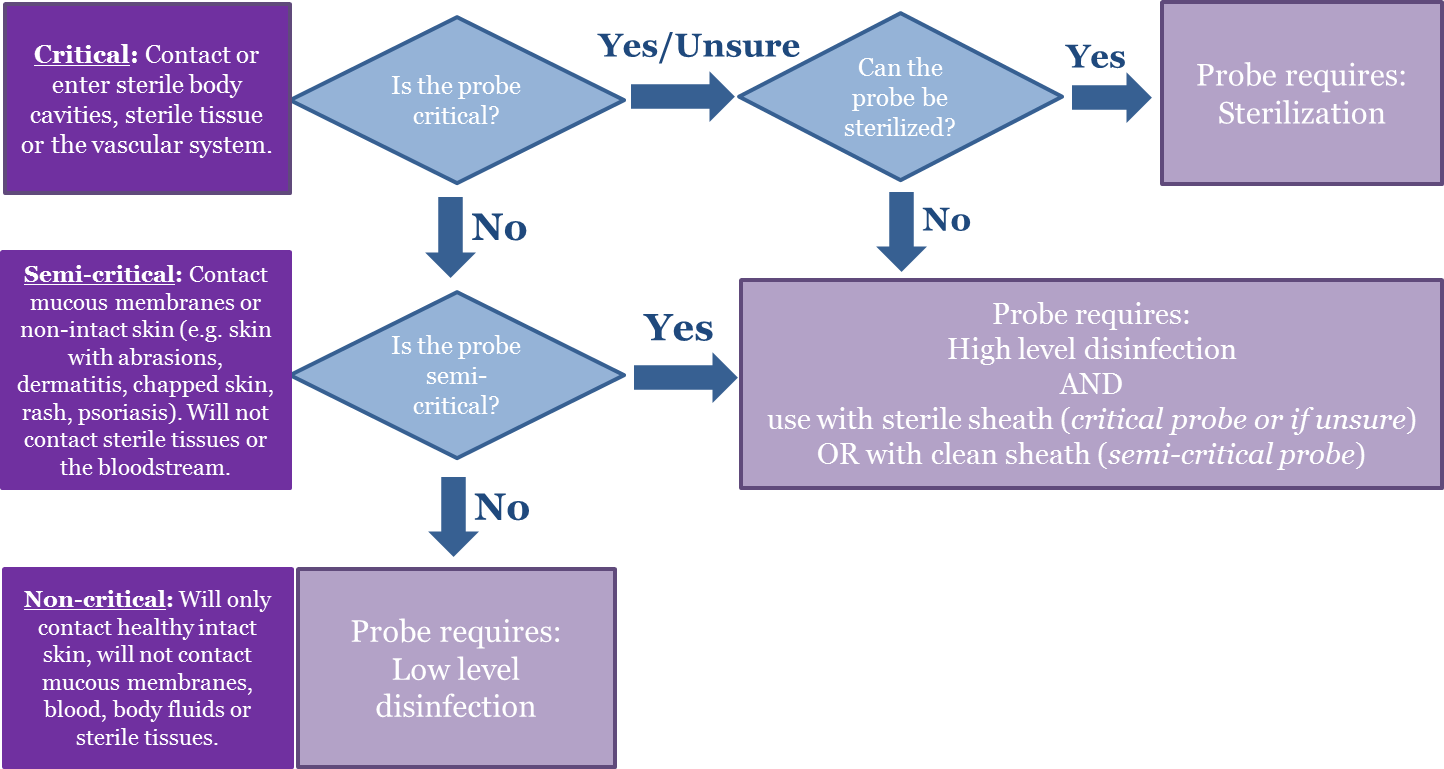 Critical: Contact or
enter sterile body
cavities, sterile tissue
or the vascular system.
Is the probe
critical?
Yes/Unsure
Can the
probe be
sterilized?
Yes
Probe requires:
Sterilization
No
No
Semi-critical: Contact
mucous membranes or
non-intact skin (e.g. skin
with abrasions,
dermatitis, chapped skin,
rash, psoriasis). Will not
contact sterile tissues or
the bloodstream.
Is the probe
semi-
critical?
Yes
Probe requires:
High level disinfection
AND
use with sterile sheath (critical probe or if unsure)
OR with clean sheath (semi-critical probe)
No
Non-critical: Will only
contact healthy intact
skin, will not contact
mucous membranes,
blood, body fluids or
sterile tissues.
Probe requires:
Low level
disinfection